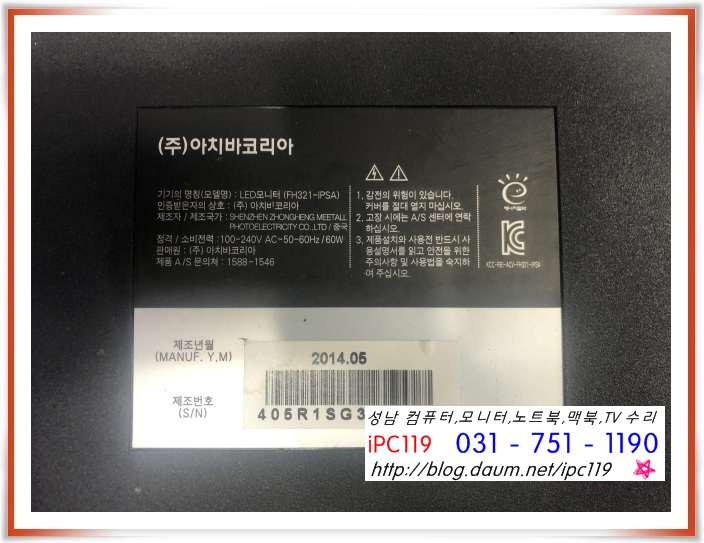 (주)아치바코리아
기기의 명칭(모델명) : LED모니터 (FH321-IPSA)
인증받은자의 상호 : (주) 아치바코리아
제조자 / 제조국가 : SHENZHEN ZHONGHENG MEETALL
PHOTOELECTRICITY CO.,LTD / 중국
정격 / 소비전력 : 100-240V AC~50-60Hz / 60W
판매원 : (주) 아치바코리아
제품 A/S 문의처 : 1588-1546
1, 감전의 위험이 있습니다.
커버를 절대 열지 마십시오.
2, 고장 시에는 A/S 센터에 연락
하십시오.
3, 제품설치와 사용전 반드시 사
용설명서를 읽고 안전을 위한
주의사항 및 사용법을 숙지하
여 주십시오.
KCC-REI-ACV-FH321-IPSA
제조년월
(MANUF. Y,M)
2014.05
제조번호
(S/N)
405R1SG3
성남 컴퓨터,모니터,노트북,맥북,TV 수리
iPC119 031 - 751 - 1190
http://blog.daum.net/ipc119